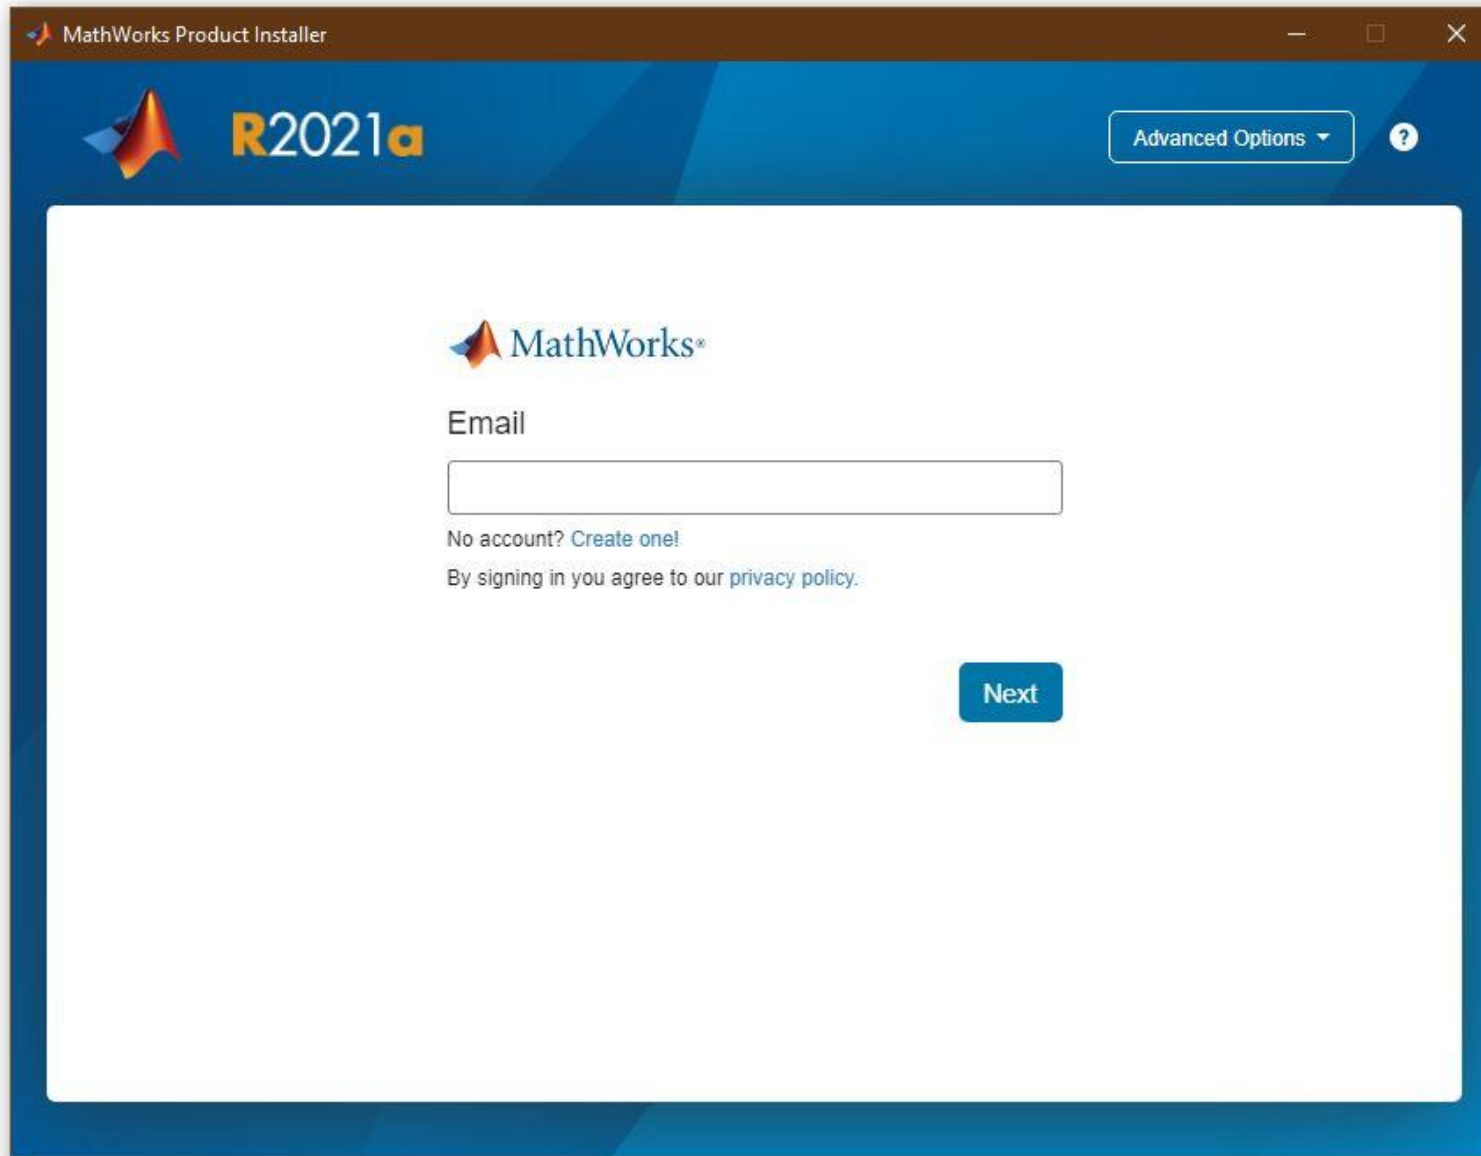 MathWorks Product Installer
R2021a
Advanced Options
?
MathWorks®
Email
No account? Create one!
By signing in you agree to our privacy policy.
Next